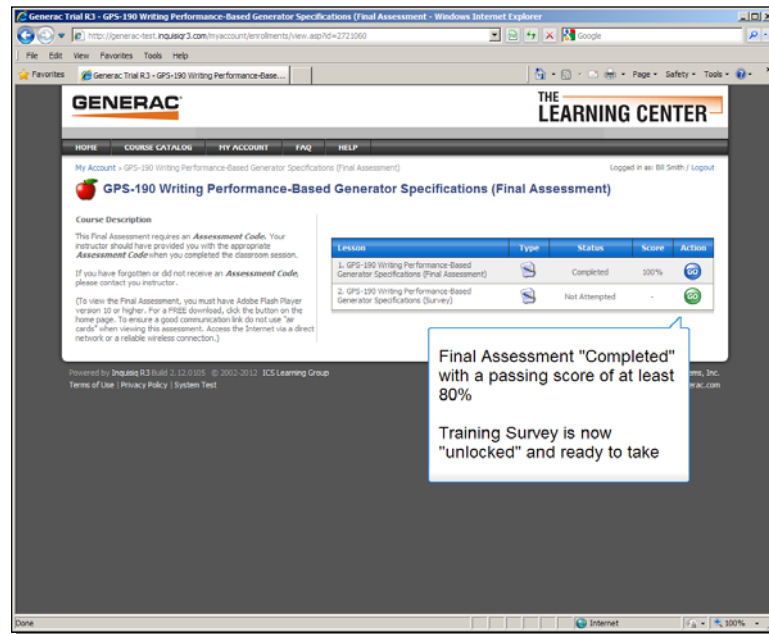 Generac Trial R3 - GPS-190 Writing Performance-Based Generator Specifications (Final Assessment - Windows Internet Explorer
http://generac-test.inquisiqr3.com/myaccount/enrollments/view.asp?id=2721060
Google
File Edit View Favorites Tools Help
Favorites
Generac Trial R3 - GPS-190 Writing Performance-Base...
Page Safety Tools
GENERAC
THE
LEARNING CENTER
HOME COURSE CATALOG MY ACCOUNT FAQ HELP
My Account › GPS-190 Writing Performance-Based Generator Specifications (Final Assessment)
Logged in as: Bill Smith / Logout
GPS-190 Writing Performance-Based Generator Specifications (Final Assessment)
Course Description
This Final Assessment requires an Assessment Code. Your
instructor should have provided you with the appropriate
Assessment Code when you completed the classroom session.
If you have forgotten or did not receive an Assessment Code,
please contact you instructor.
(To view the Final Assessment, you must have Adobe Flash Player
version 10 or higher. For a FREE download, click the button on the
home page. To ensure a good communication link do not use "air
cards" when viewing this assessment. Access the Internet via a direct
network or a reliable wireless connection.)
Lesson Type Status Score Action
1. GPS-190 Writing Performance-Based
Generator Specifications (Final Assessment)
Completed 100% GO
2. GPS-190 Writing Performance-Based
Generator Specifications (Survey)
Not Attempted - GO
Final Assessment "Completed"
with a passing score of at least
80%
Training Survey is now
"unlocked" and ready to take
Powered by Inquisiq R3 Build 2.12.0105 © 2002-2012 ICS Learning Group
Terms of Use | Privacy Policy | System Test
ems, Inc.
erac.com
Done
Internet
100%